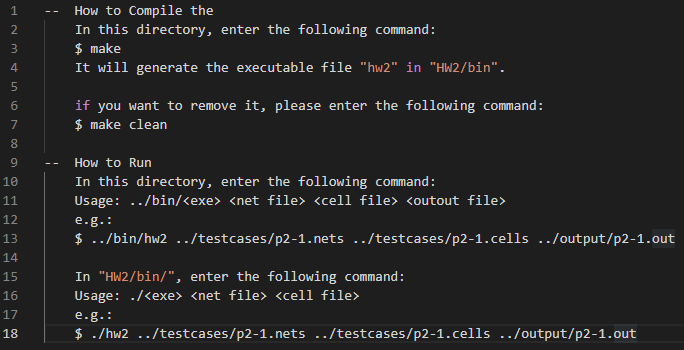 1 -- How to Compile the
2 In this directory, enter the following command:
3 $ make
4 It will generate the executable file "hw2" in "HW2/bin".
5
6 if you want to remove it, please enter the following command:
7 $ make clean
8
9 -- How to Run
10 In this directory, enter the following command:
11 Usage: ../bin/<exe> <net file> <cell file> <outout file>
12 e.g.:
13 $ ../bin/hw2 ../testcases/p2-1.nets ../testcases/p2-1.cells ../output/p2-1.out
14
15 In "HW2/bin/", enter the following command:
16 Usage: ./<exe> <net file> <cell file>
17 e.g.:
18 $ ./hw2 ../testcases/p2-1.nets ../testcases/p2-1.cells ../output/p2-1.out